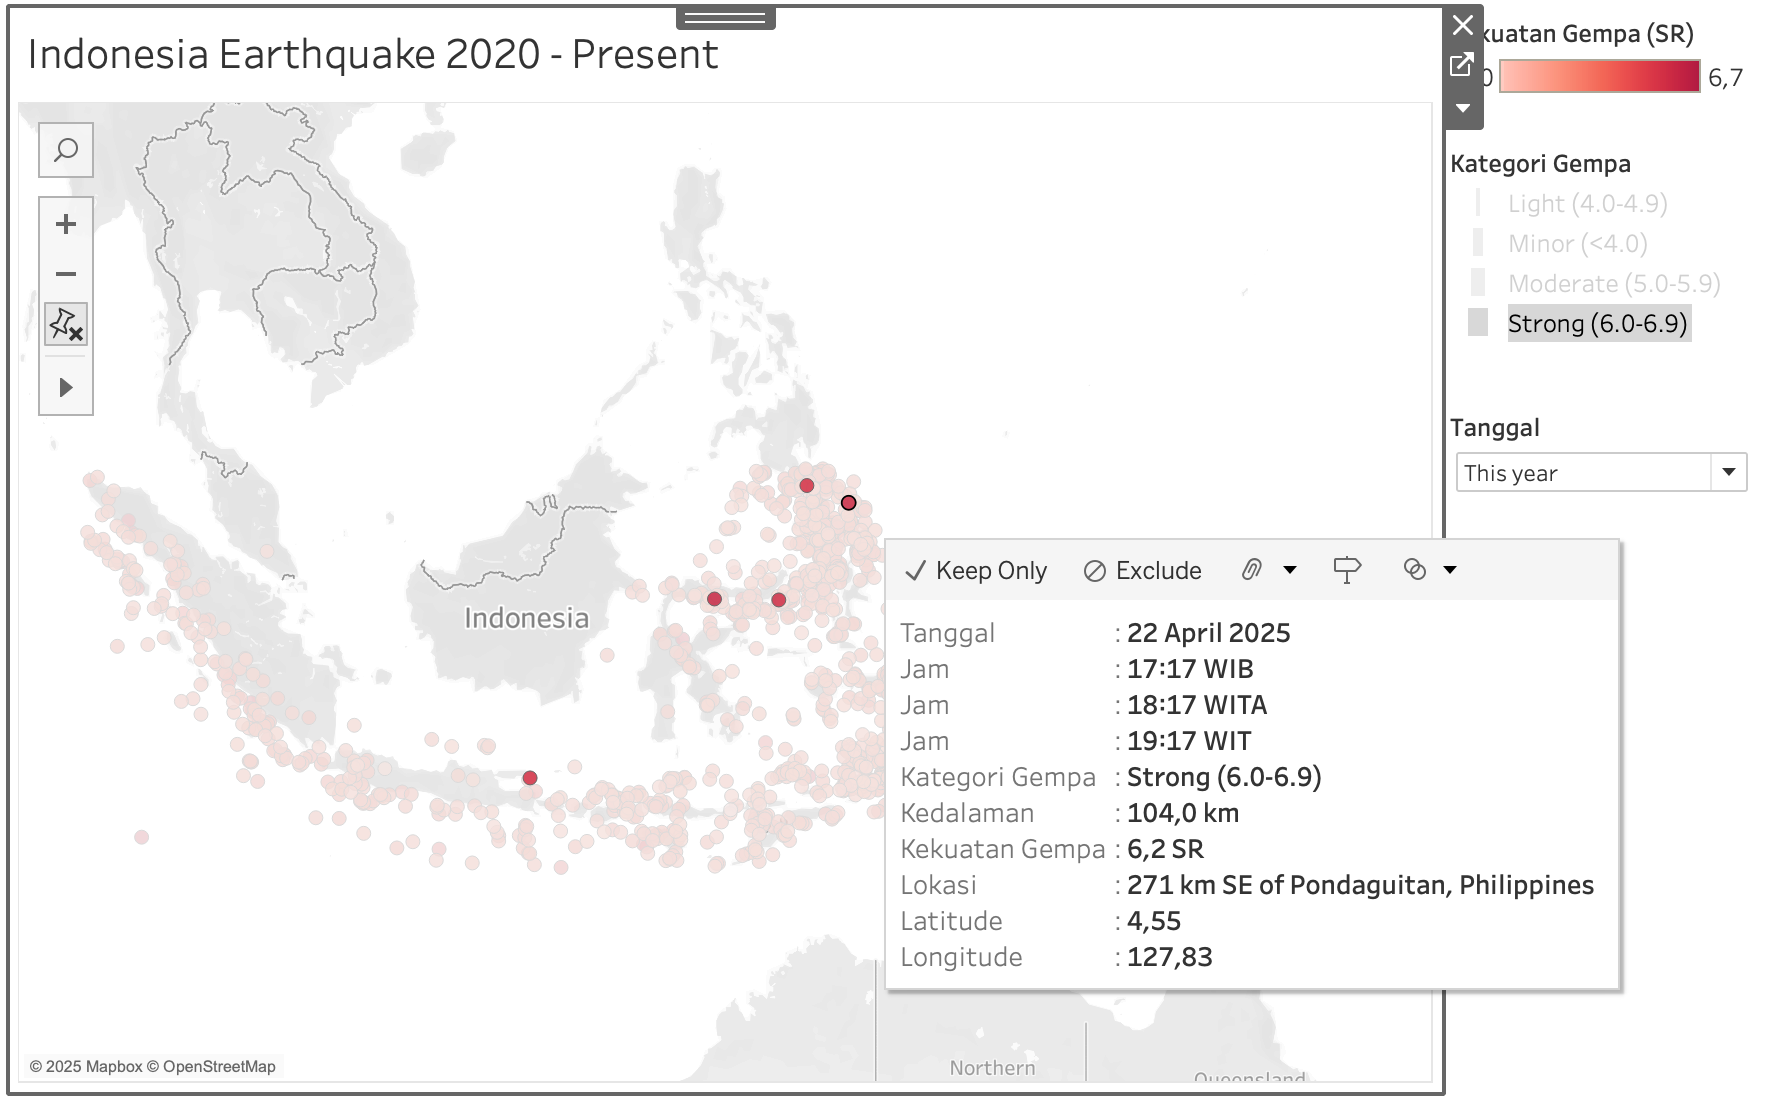 Indonesia Earthquake 2020 - Present
kuatan Gempa (SR)
0
6,7
Kategori Gempa
Light (4.0-4.9)
Minor (<4.0)
Moderate (5.0-5.9)
Strong (6.0-6.9)
Tanggal
This year
Indonesia
Keep Only
Exclude
Tanggal : 22 April 2025
Jam : 17:17 WIB
Jam : 18:17 WITA
Jam : 19:17 WIT
Kategori Gempa : Strong (6.0-6.9)
Kedalaman : 104,0 km
Kekuatan Gempa : 6,2 SR
Lokasi : 271 km SE of Pondaguitan, Philippines
Latitude : 4,55
Longitude : 127,83
Northern
Queensland
© 2025 Mapbox © OpenStreetMap